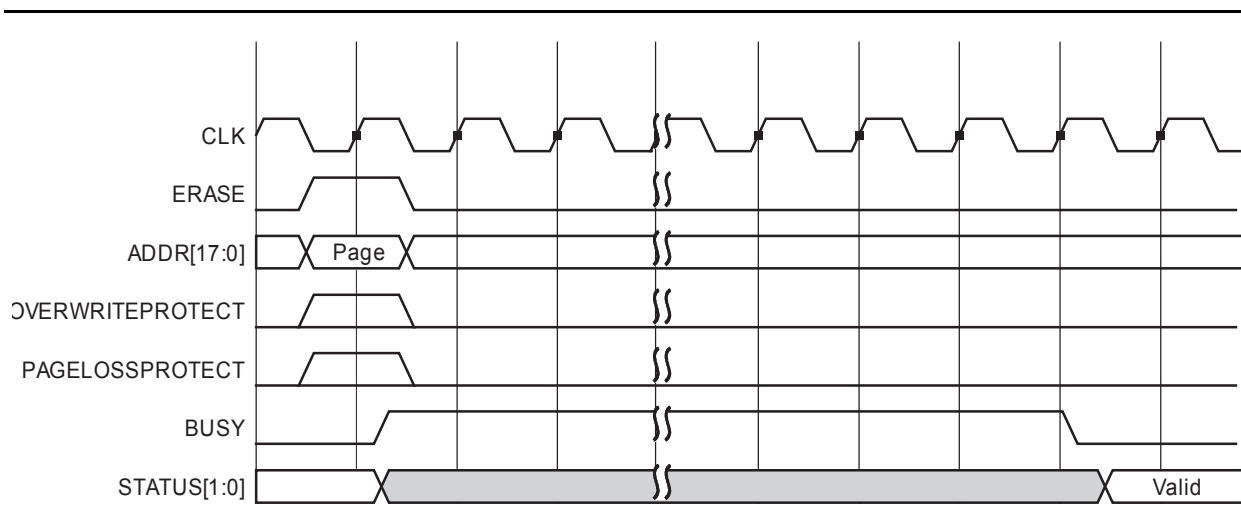 CLK
ERASE
ADDR[17:0] Page
OVERWRITEPROTECT
PAGELOSSPROTECT
BUSY
STATUS[1:0] Valid